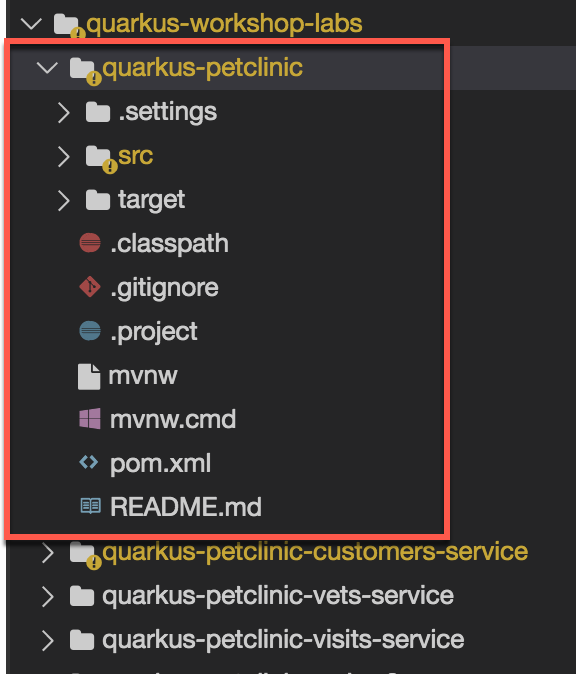 quarkus-workshop-labs
quarkus-petclinic
.settings
src
target
.classpath
.gitignore
.project
mvnw
mvnw.cmd
pom.xml
README.md
quarkus-petclinic-customers-service
quarkus-petclinic-vets-service
quarkus-petclinic-visits-service